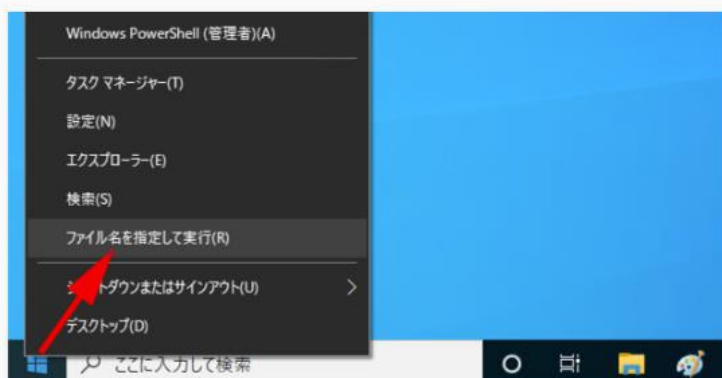 Windows PowerShell (管理者)(A)
タスク マネージャー(T)
設定(N)
エクスプローラー(E)
検索(S)
ファイル名を指定して実行(R)
シャットダウンまたはサインアウト(U)
デスクトップ(D)
ここに入力して検索